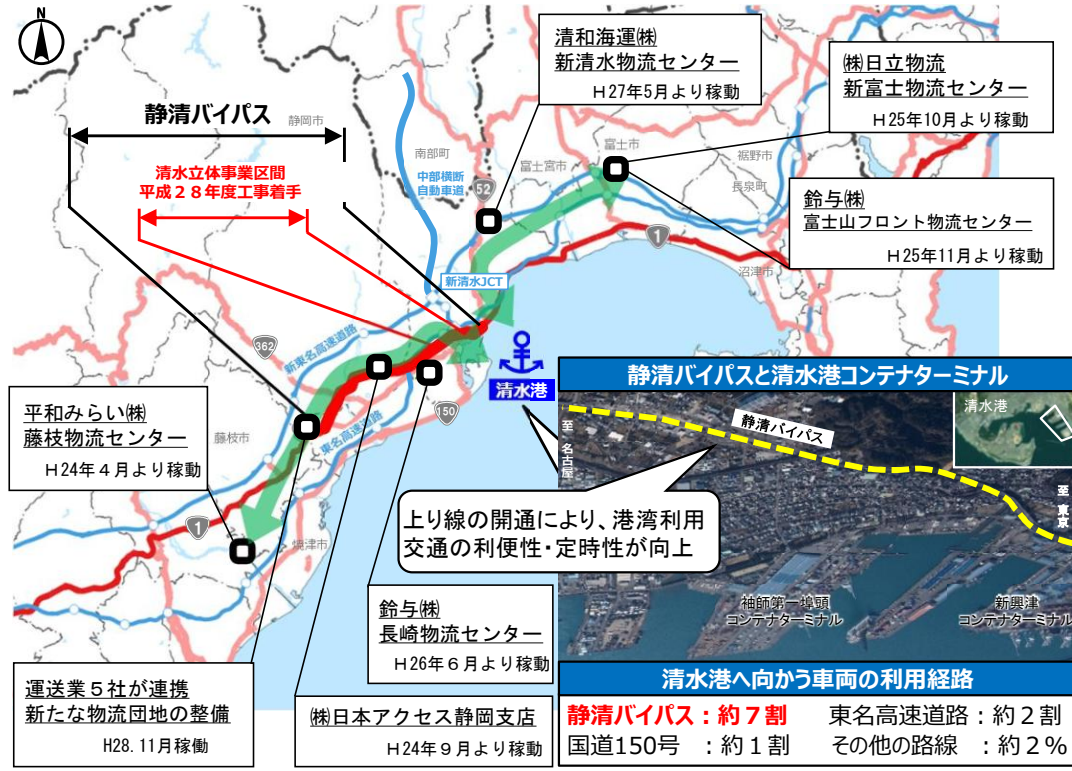 N
静清バイパス
静岡市
清水立体事業区間
平成２８年度工事着手
南部町
中部横断
自動車道
52
清和海運㈱
新清水物流センター
Ｈ27年5月より稼動
㈱日立物流
新富士物流センター
Ｈ25年10月より稼動
富士宮市
富士市
裾野市
長泉町
鈴与㈱
富士山フロント物流センター
Ｈ25年11月より稼動
1
沼津市
新清水JCT
新東名高速道路
362
清水港
東名高速道路
150
平和みらい㈱
藤枝物流センター
Ｈ24年４月より稼動
藤枝市
1
焼津市
上り線の開通により、港湾利用
交通の利便性・定時性が向上
鈴与㈱
長崎物流センター
Ｈ26年６月より稼動
運送業５社が連携
新たな物流団地の整備
H28.11月稼働
㈱日本アクセス静岡支店
Ｈ24年９月より稼動
静清バイパスと清水港コンテナターミナル
至 名古屋
静清バイパス
清水港
至 東京
袖師第一埠頭
コンテナターミナル
新興津
コンテナターミナル
清水港へ向かう車両の利用経路
静清バイパス：約７割 東名高速道路：約２割
国道150号 ：約１割 その他の路線 ：約２％